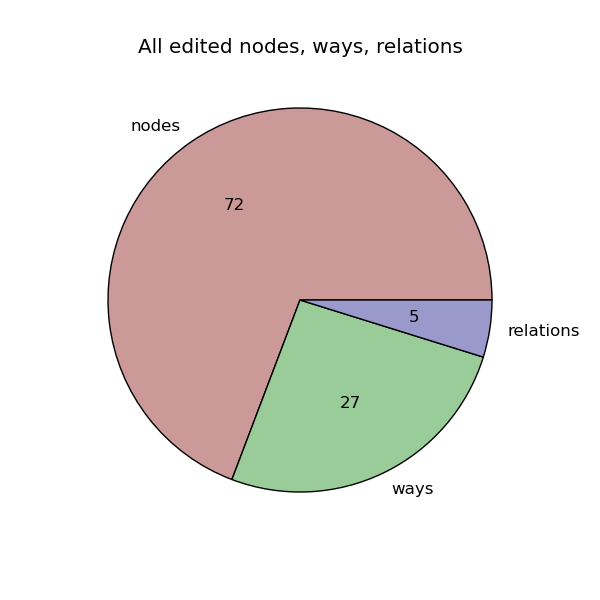 All edited nodes, ways, relations
nodes
72
5
relations
27
ways